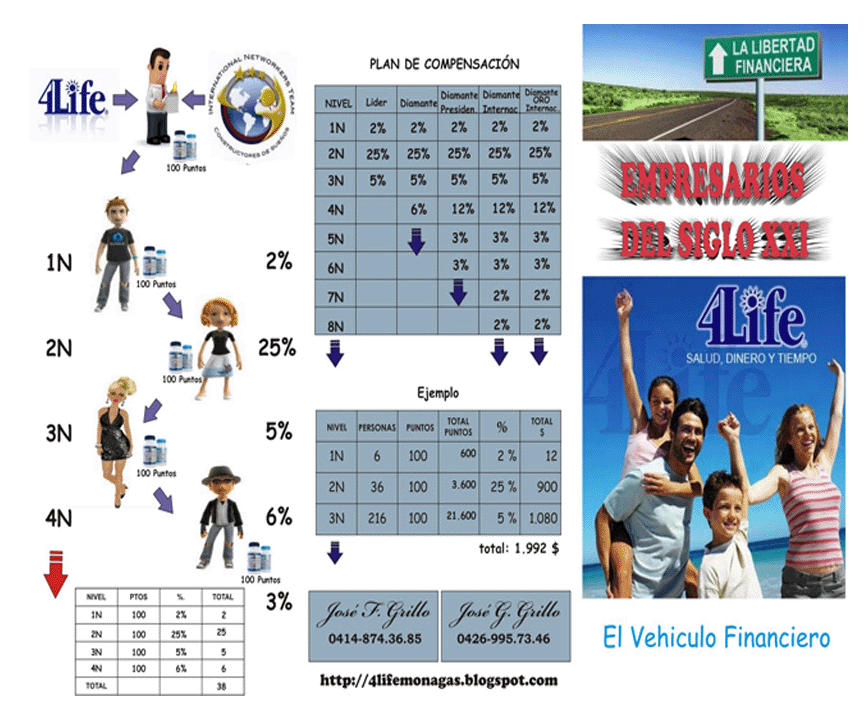 4Life
INTERNATIONAL NETWORKERS TEAM
CONSTRUCTORES DE SUEÑOS
100 Puntos
1N 2%
100 Puntos
2N 25%
100 Puntos
3N 5%
100 Puntos
4N 6%
100 Puntos
3%
NIVEL PTOS %. TOTAL
1N 100 2% 2
2N 100 25% 25
3N 100 5% 5
4N 100 6% 6
TOTAL 38
PLAN DE COMPENSACIÓN
NIVEL Lider Diamante Diamante Presiden. Diamante Internac. Diamante ORO Internac.
1N 2% 2% 2% 2% 2%
2N 25% 25% 25% 25% 25%
3N 5% 5% 5% 5% 5%
4N 6% 12% 12% 12%
5N 3% 3% 3%
6N 3% 3% 3%
7N 2% 2%
8N 2% 2%
Ejemplo
NIVEL PERSONAS PUNTOS TOTAL PUNTOS % TOTAL $
1N 6 100 600 2 % 12
2N 36 100 3.600 25 % 900
3N 216 100 21.600 5 % 1.080
total: 1.992 $
José F. Grillo
0414-874.36.85
José G. Grillo
0426-995.73.46
http://4lifemonagas.blogspot.com
LA LIBERTAD
FINANCIERA
EMPRESARIOS
DEL SIGLO XXI
4Life
SALUD, DINERO Y TIEMPO
El Vehiculo Financiero